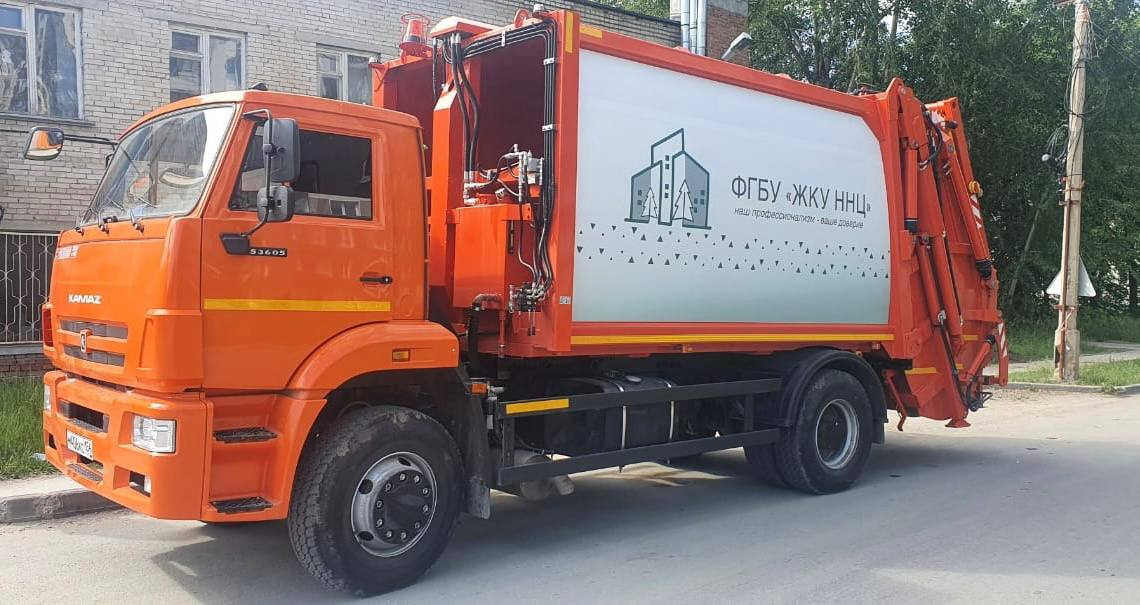 ФГБУ «ЖКУ ННЦ»
наш профессионализм - ваше доверие
53605
KAMAZ